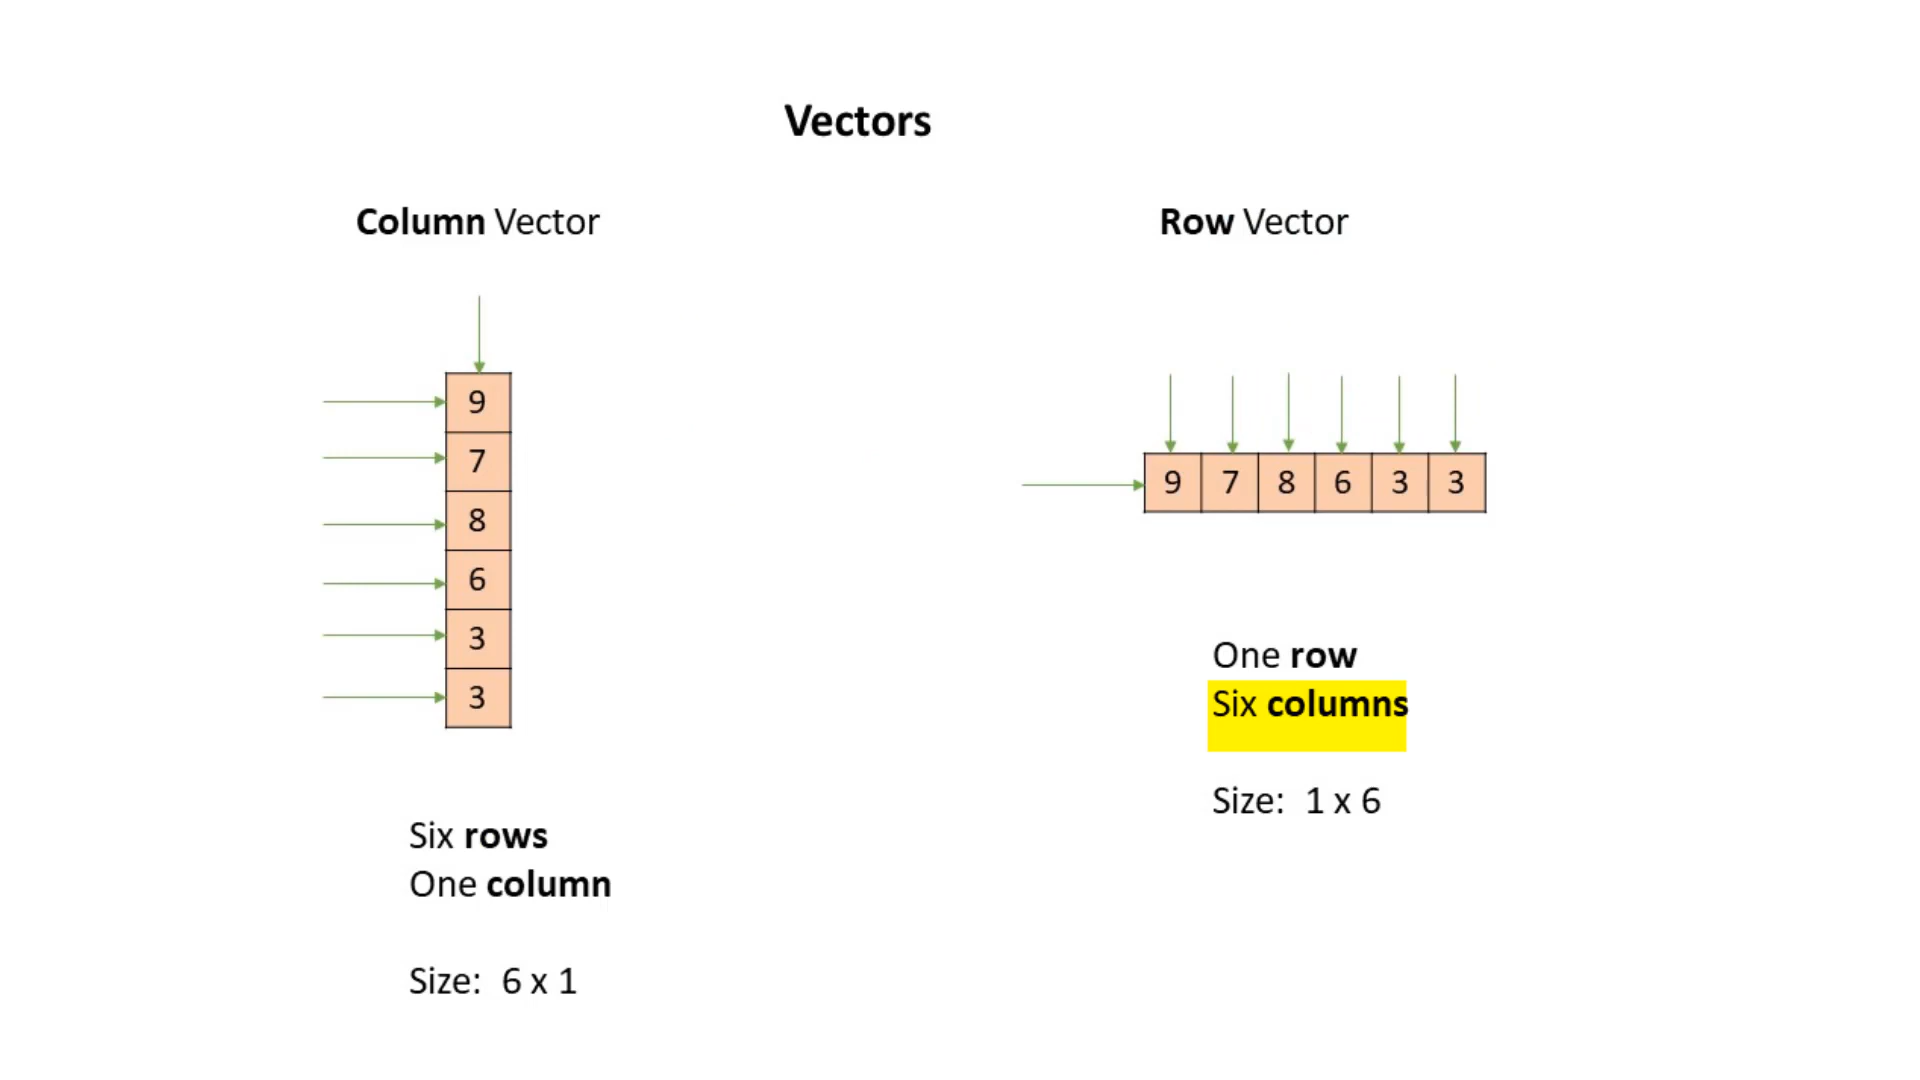 Vectors
Column Vector
9
7
8
6
3
3
Six rows
One column
Size: 6 x 1
Row Vector
9 7 8 6 3 3
One row
Six columns
Size: 1 x 6